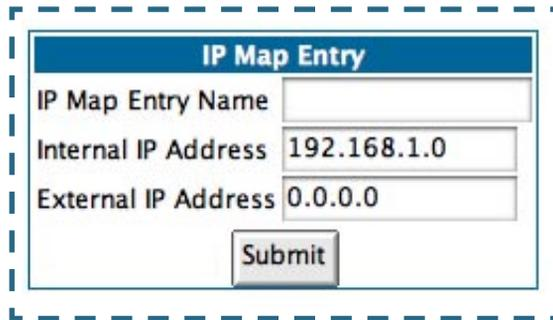 IP Map Entry
IP Map Entry Name
Internal IP Address 192.168.1.0
External IP Address 0.0.0.0
Submit